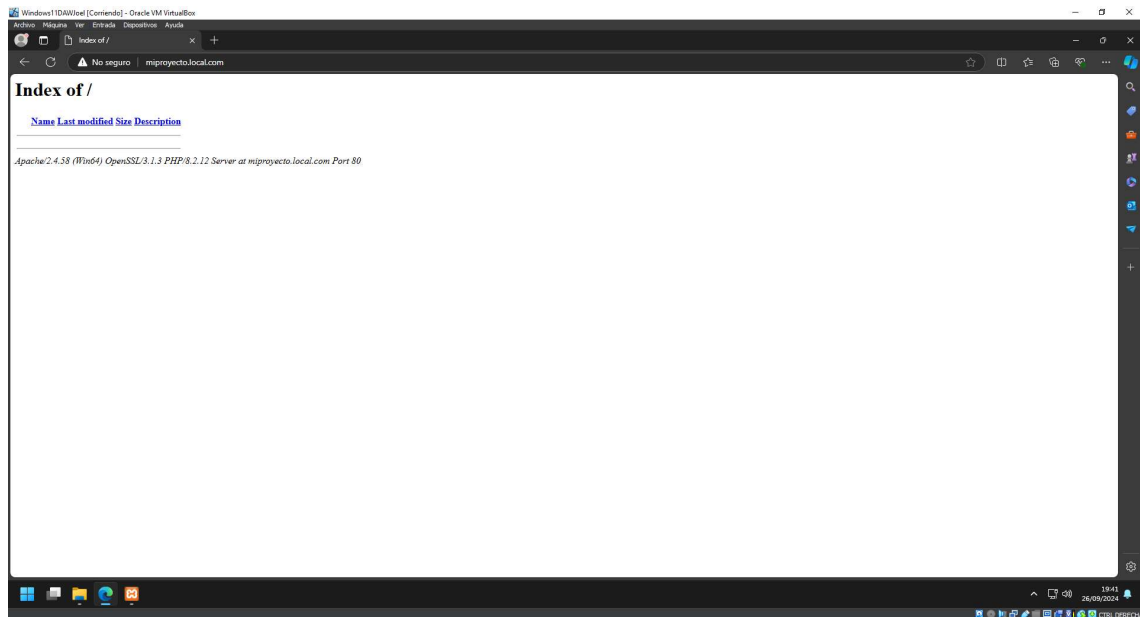 Windows11DAWJoel [Corriendo] - Oracle VM VirtualBox
Archivo Máquina Ver Entrada Dispositivos Ayuda
Index of /
No seguro miproyecto.local.com
Index of /
Name Last modified Size Description
Apache/2.4.58 (Win64) OpenSSL/3.1.3 PHP/8.2.12 Server at miproyecto.local.com Port 80
19:41
26/09/2024
CTRL DERECH